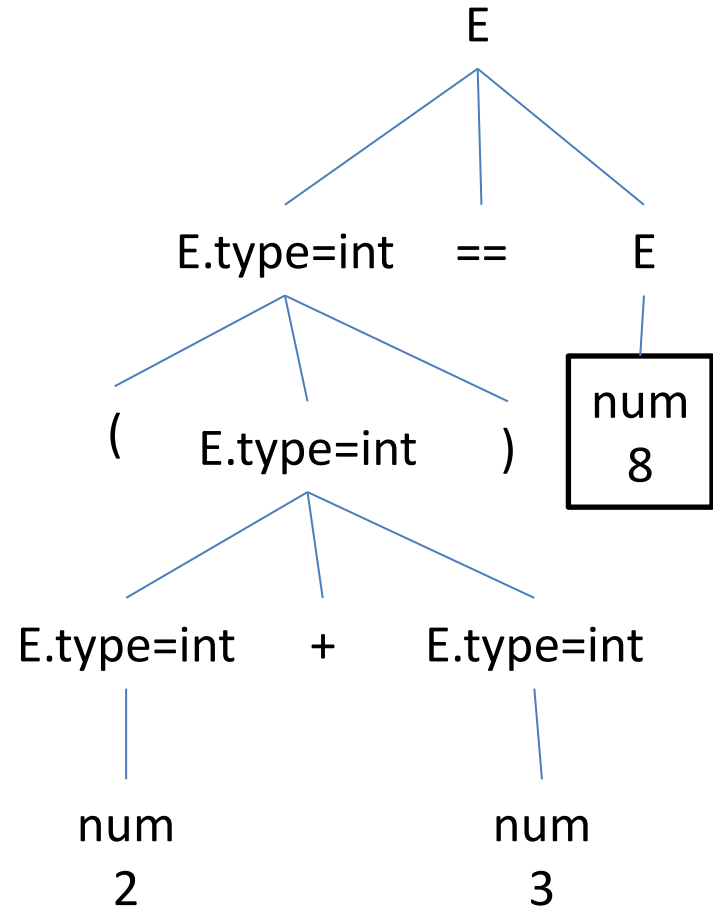 E
E.type=int == E
( E.type=int ) num
8
E.type=int + E.type=int
num num
2 3